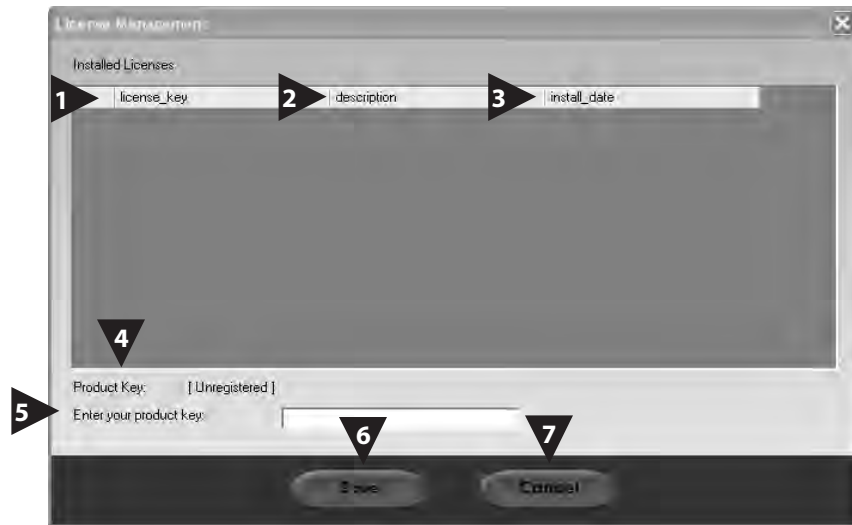 License Management
Installed Licenses
1 license_key 2 description 3 install_date
4
Product Key: [ Unregistered ]
5 Enter your product key:
6 7
Save Cancel